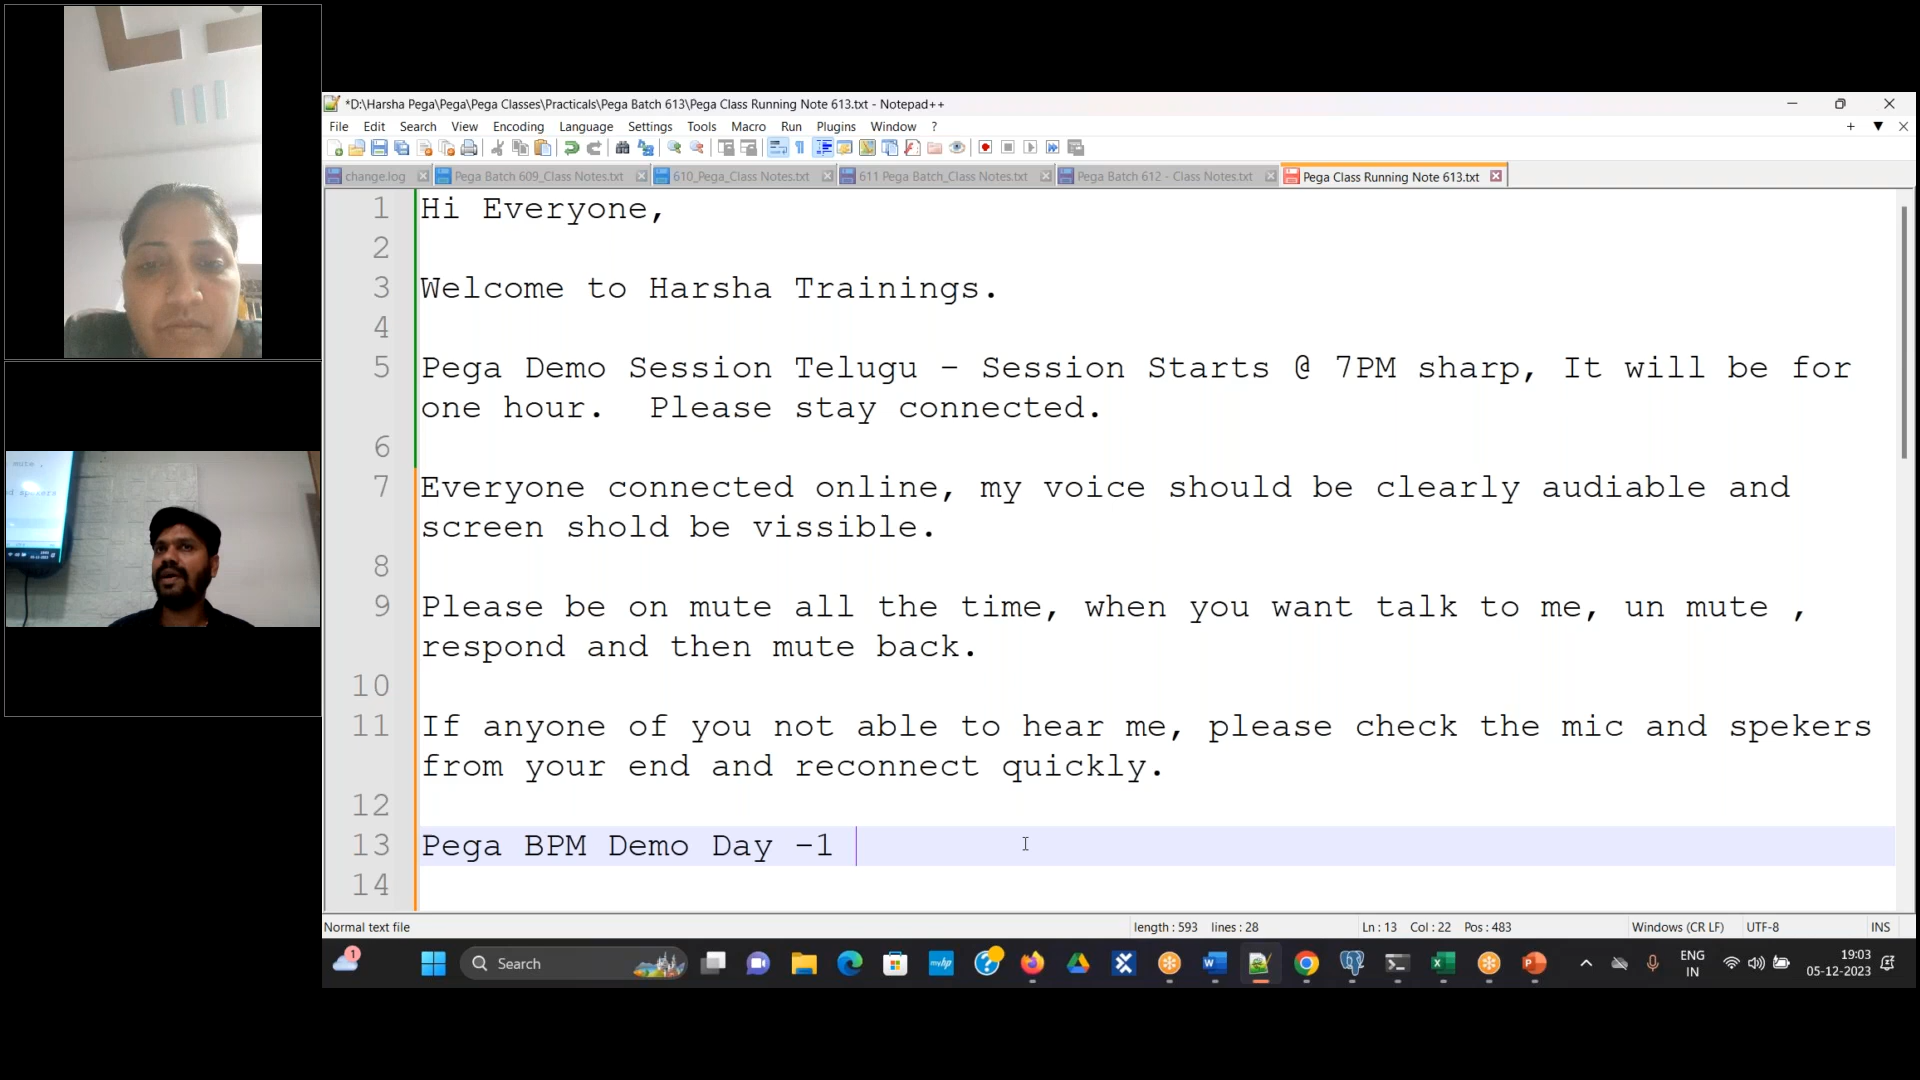 *D:\Harsha Pega\Pega\Pega Classes\Practicals\Pega Batch 613\Pega Class Running Note 613.txt - Notepad++
File Edit Search View Encoding Language Settings Tools Macro Run Plugins Window ?
change.log Pega Batch 609_Class Notes.txt 610_Pega_Class Notes.txt 611 Pega Batch_Class Notes.txt Pega Batch 612 - Class Notes.txt Pega Class Running Note 613.txt
1 Hi Everyone,
2
3 Welcome to Harsha Trainings.
4
5 Pega Demo Session Telugu - Session Starts @ 7PM sharp, It will be for
one hour.  Please stay connected.
6
7 Everyone connected online, my voice should be clearly audiable and
screen shold be vissible.
8
9 Please be on mute all the time, when you want talk to me, un mute ,
respond and then mute back.
10
11 If anyone of you not able to hear me, please check the mic and spekers
from your end and reconnect quickly.
12
13 Pega BPM Demo Day -1
14
Normal text file length : 593 lines : 28 Ln : 13 Col : 22 Pos : 483 Windows (CR LF) UTF-8 INS
1 Search myhp ENG 19:03
IN 05-12-2023